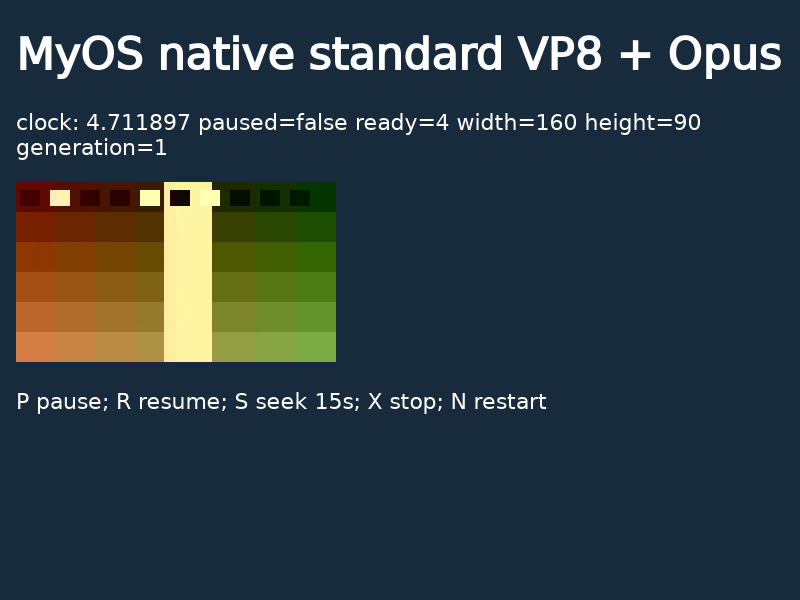 MyOS native standard VP8 + Opus
clock: 4.711897 paused=false ready=4 width=160 height=90
generation=1
P pause; R resume; S seek 15s; X stop; N restart